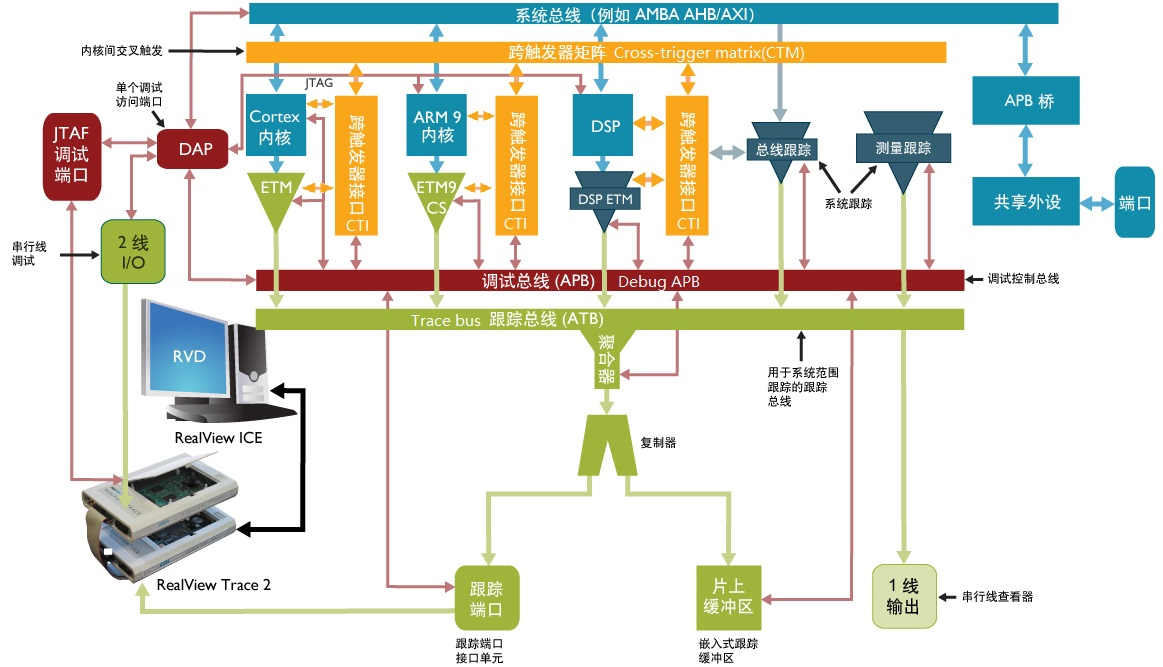 系统总线（例如 AMBA AHB/AXI）
内核间交叉触发
跨触发器矩阵 Cross-trigger matrix(CTM)
单个调试
访问端口
JTAG
JTAF
调试
端口
DAP
Cortex
内核
跨触发器接口
CTI
ARM 9
内核
跨触发器接口
CTI
DSP
跨触发器接口
CTI
总线跟踪
测量跟踪
APB 桥
ETM
ETM9
CS
DSP ETM
系统跟踪
共享外设
端口
串行线
调试
2 线
I/O
调试总线 (APB) Debug APB
调试控制总线
Trace bus 跟踪总线 (ATB)
RVD
聚合器
用于系统范围
跟踪的跟踪
总线
RealView ICE
复制器
RealView Trace 2
跟踪
端口
片上
缓冲区
1 线
输出
串行线查看器
跟踪端口
接口单元
嵌入式跟踪
缓冲区